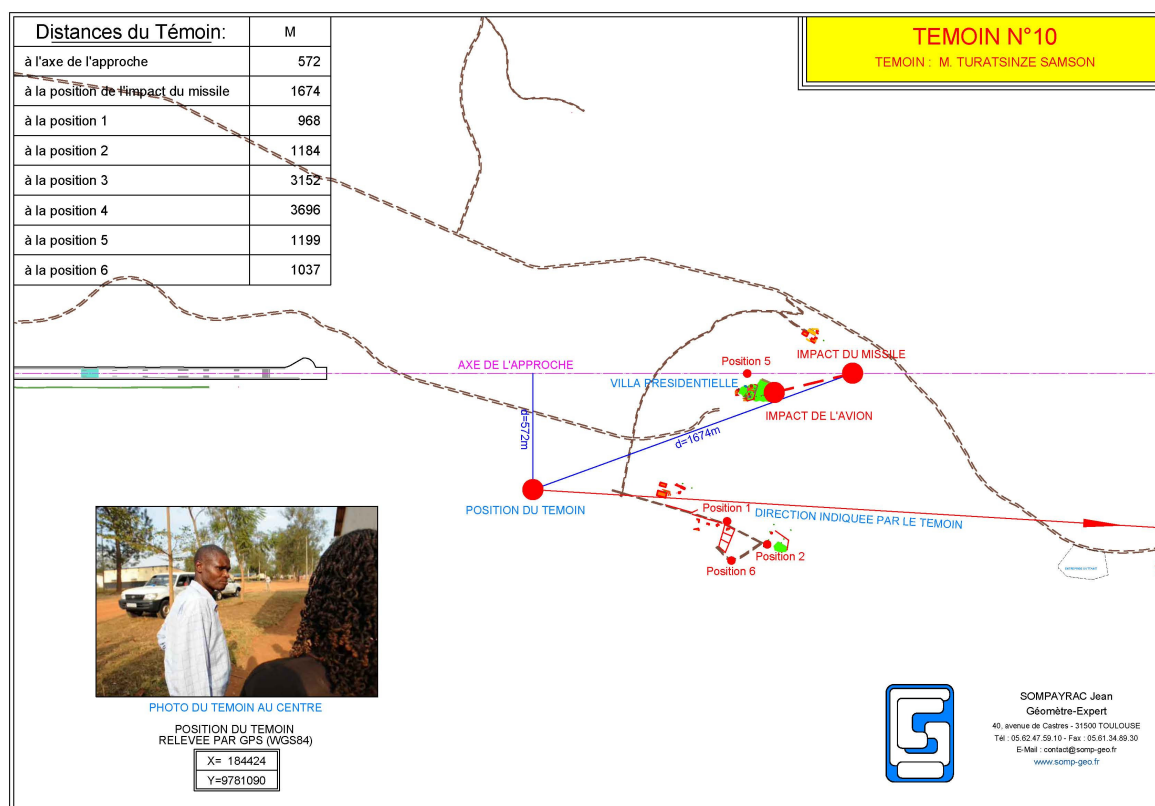 Distances du Témoin: M
à l'axe de l'approche 572
à la position de l'impact du missile 1674
à la position 1 968
à la position 2 1184
à la position 3 3152
à la position 4 3696
à la position 5 1199
à la position 6 1037
TEMOIN N°10
TEMOIN : M. TURATSINZE SAMSON
AXE DE L'APPROCHE
Position 5
IMPACT DU MISSILE
VILLA PRESIDENTIELLE
IMPACT DE L'AVION
d=572m
d=1674m
POSITION DU TEMOIN
Position 1
DIRECTION INDIQUEE PAR LE TEMOIN
Position 2
Position 6
PHOTO DU TEMOIN AU CENTRE
POSITION DU TEMOIN
RELEVEE PAR GPS (WGS84)
X= 184424
Y=9781090
SOMPAYRAC Jean
Géomètre-Expert
40, avenue de Castres - 31500 TOULOUSE
Tél : 05.62.47.59.10 - Fax : 05.61.34.89.30
E-Mail : contact@somp-geo.fr
www.somp-geo.fr